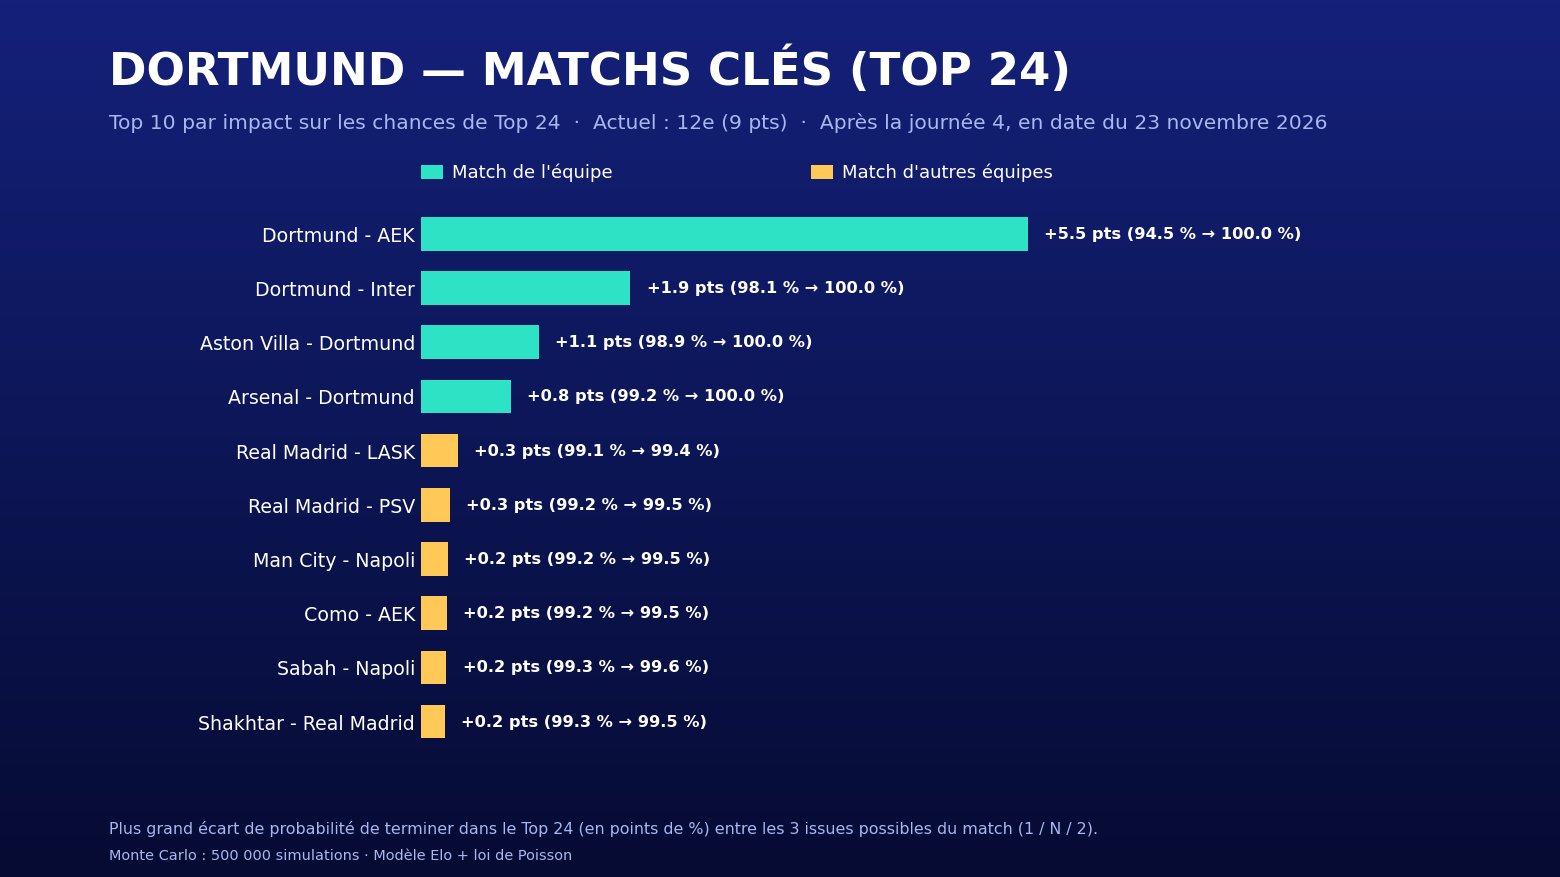 DORTMUND — MATCHS CLÉS (TOP 24)
Top 10 par impact sur les chances de Top 24 · Actuel : 12e (9 pts) · Après la journée 4, en date du 23 novembre 2026
Match de l'équipe Match d'autres équipes
Dortmund - AEK +5.5 pts (94.5 % → 100.0 %)
Dortmund - Inter +1.9 pts (98.1 % → 100.0 %)
Aston Villa - Dortmund +1.1 pts (98.9 % → 100.0 %)
Arsenal - Dortmund +0.8 pts (99.2 % → 100.0 %)
Real Madrid - LASK +0.3 pts (99.1 % → 99.4 %)
Real Madrid - PSV +0.3 pts (99.2 % → 99.5 %)
Man City - Napoli +0.2 pts (99.2 % → 99.5 %)
Como - AEK +0.2 pts (99.2 % → 99.5 %)
Sabah - Napoli +0.2 pts (99.3 % → 99.6 %)
Shakhtar - Real Madrid +0.2 pts (99.3 % → 99.5 %)
Plus grand écart de probabilité de terminer dans le Top 24 (en points de %) entre les 3 issues possibles du match (1 / N / 2).
Monte Carlo : 500 000 simulations · Modèle Elo + loi de Poisson